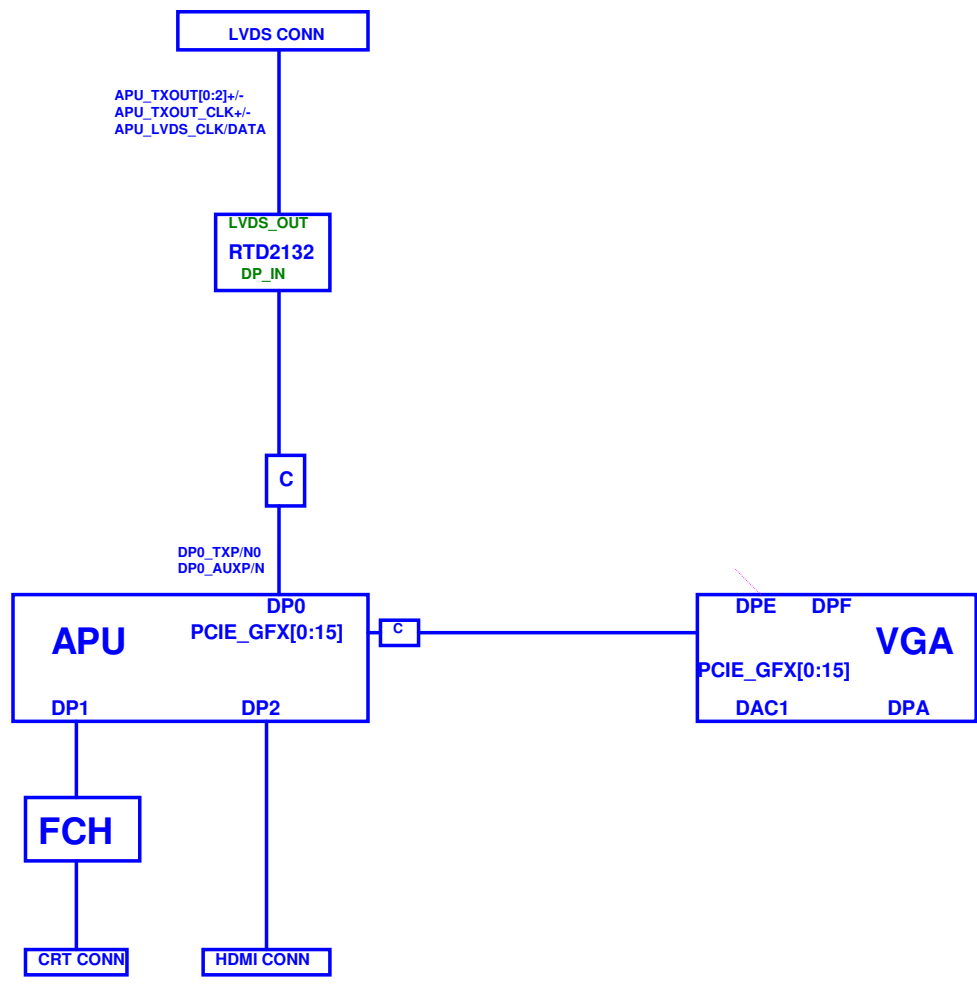 LVDS CONN
APU_TXOUT[0:2]+/-
APU_TXOUT_CLK+/-
APU_LVDS_CLK/DATA
LVDS_OUT
RTD2132
DP_IN
C
DP0_TXP/N0
DP0_AUXP/N
DP0
PCIE_GFX[0:15]
APU
DP1
DP2
C
DPE
DPF
VGA
PCIE_GFX[0:15]
DAC1
DPA
FCH
CRT CONN
HDMI CONN